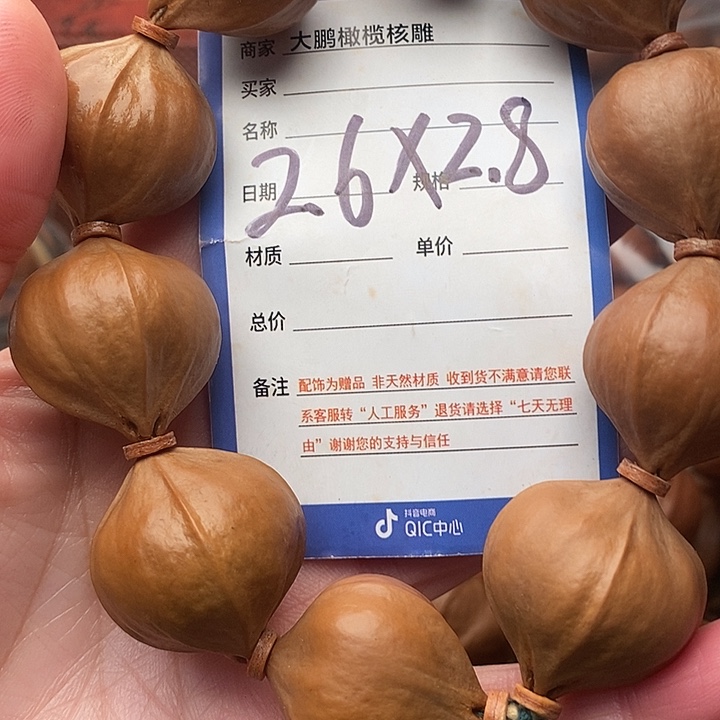 商家 大鹏橄榄核雕
买家
名称
26X2.8
日期 规格
材质 单价
总价
备注 配饰为赠品 非天然材质 收到货不满意请您联
系客服转“人工服务”退货请选择“七天无理
由”谢谢您的支持与信任
抖音电商
QIC中心